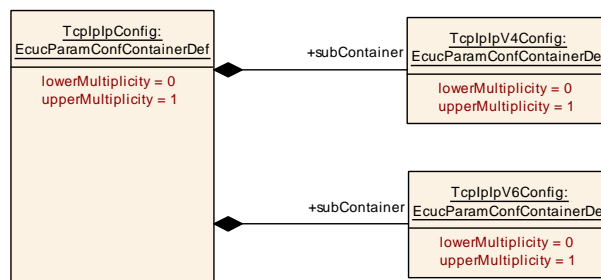 TcpIpIpConfig:
EcucParamConfContainerDef
lowerMultiplicity = 0
upperMultiplicity = 1
+subContainer
TcpIpIpV4Config:
EcucParamConfContainerDe
lowerMultiplicity = 0
upperMultiplicity = 1
+subContainer
TcpIpIpV6Config:
EcucParamConfContainerDe
lowerMultiplicity = 0
upperMultiplicity = 1